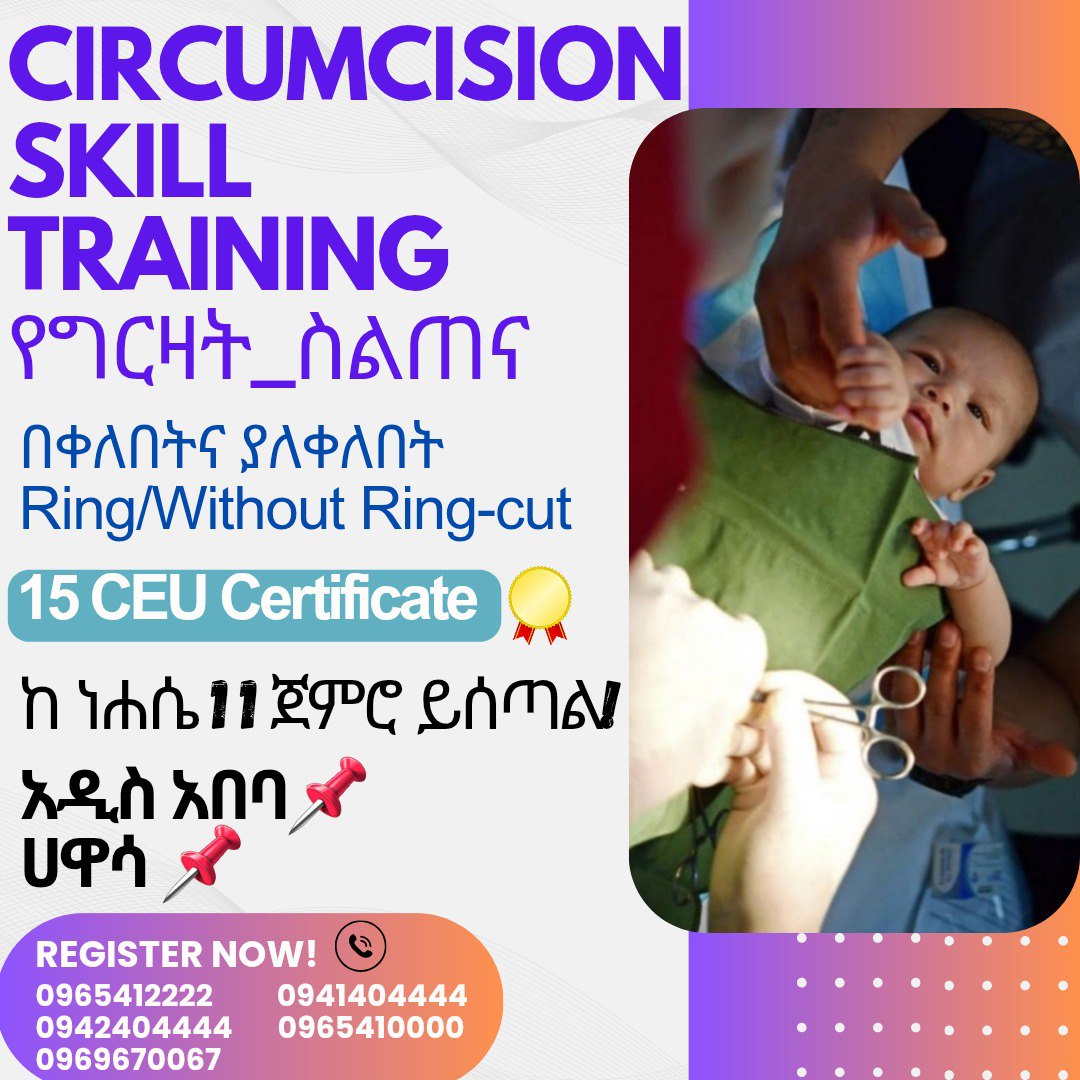 CIRCUMCISION
SKILL
TRAINING
የግርዛት_ስልጠና
በቀለበትና ያለቀለበት
Ring/Without Ring-cut
15 CEU Certificate
ከ ነሐሴ 11 ጀምሮ ይሰጣል!
አዲስ አበባ
ሀዋሳ
REGISTER NOW!
0965412222 0941404444
0942404444 0965410000
0969670067